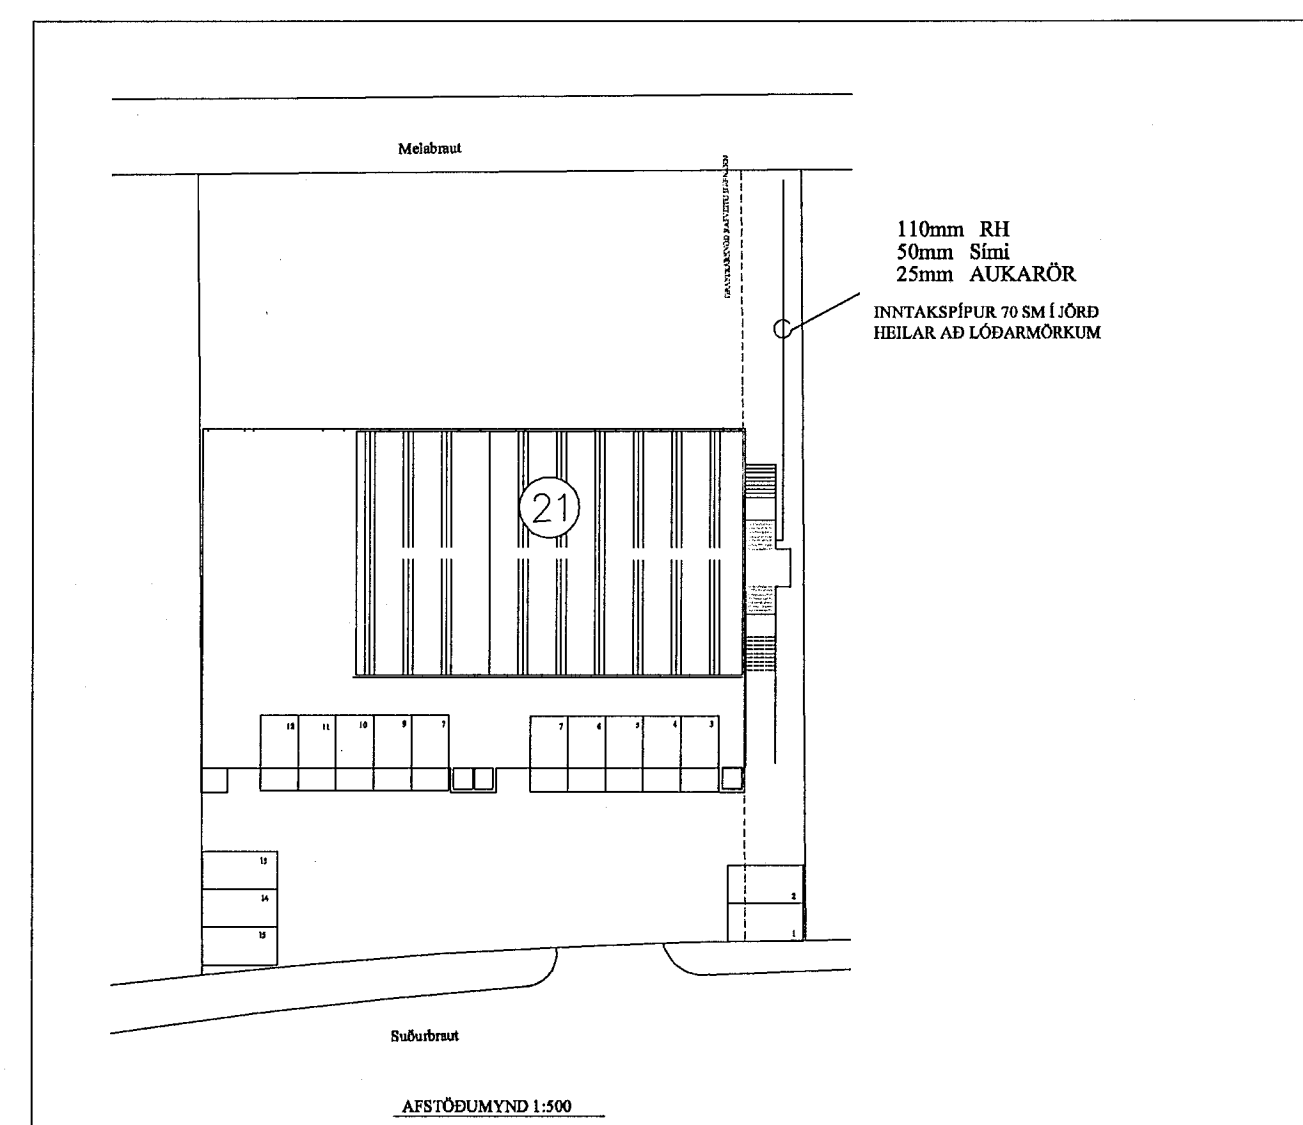 Melabraut
110mm RH
50mm Sími
25mm AUKARÖR
INNTAKSPÍPUR 70 SM Í JÖRÐ
HEILAR AÐ LÓÐARMÖRKUM
21
12 11 10 9 7 7 6 5 4 3
13
14
15
2
1
Suðurbraut
AFSTÖÐUMYND 1:500